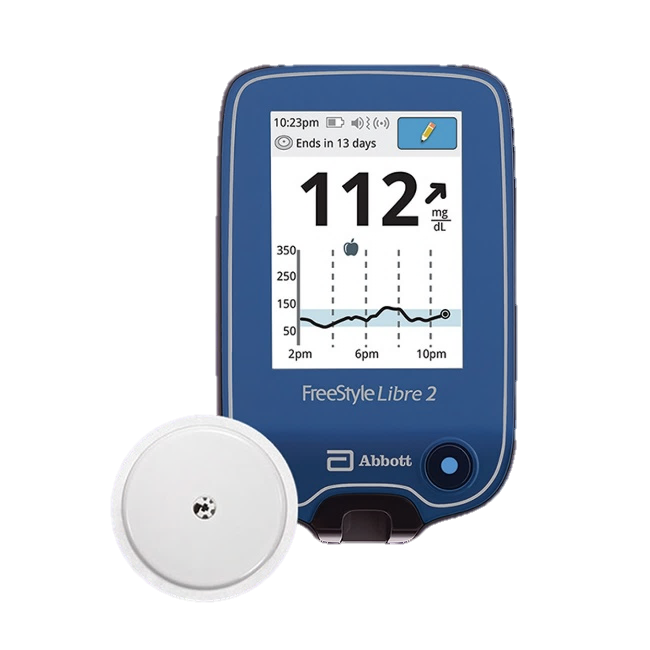 10:23pm
Ends in 13 days
112 mg
dL
350
250
150
50
2pm 6pm 10pm
FreeStyle Libre 2
Abbott